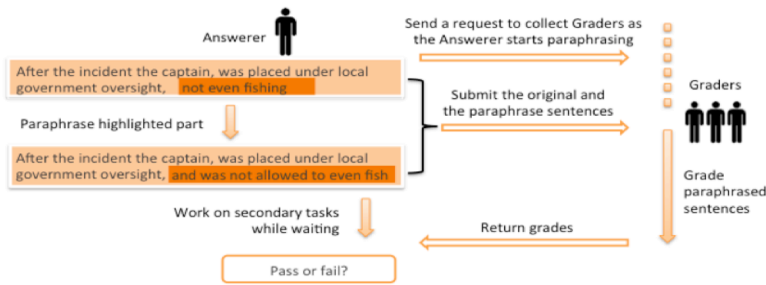 Answerer
Send a request to collect Graders as
the Answerer starts paraphrasing
After the incident the captain, was placed under local
government oversight, not even fishing
Graders
Submit the original and
the paraphrase sentences
Paraphrase highlighted part
After the incident the captain, was placed under local
government oversight, and was not allowed to even fish
Grade
paraphrased
sentences
Work on secondary tasks
while waiting
Return grades
Pass or fail?